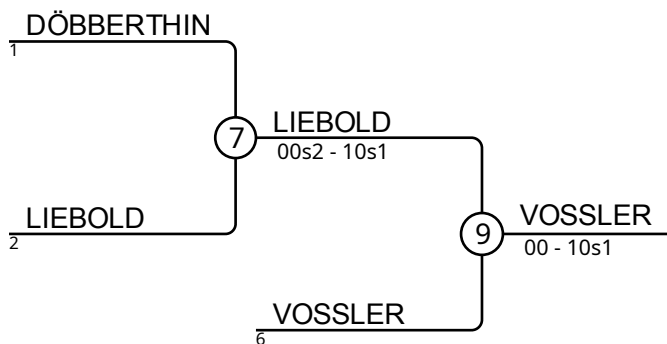 DÖBBERTHIN
1
7
LIEBOLD
00s2 - 10s1
LIEBOLD
2
9
VOSSLER
00 - 10s1
VOSSLER
6